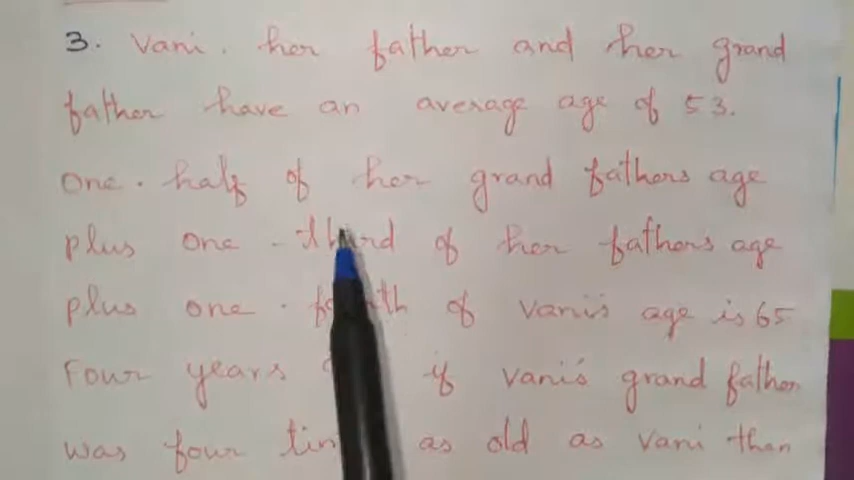 3. Vani, her father and her grand
father have an average age of 53.
One-half of her grand fathers age
plus one-third of her fathers age
plus one-fourth of vanis age is 65
Four years if vani's grand father
was four as old as vani then